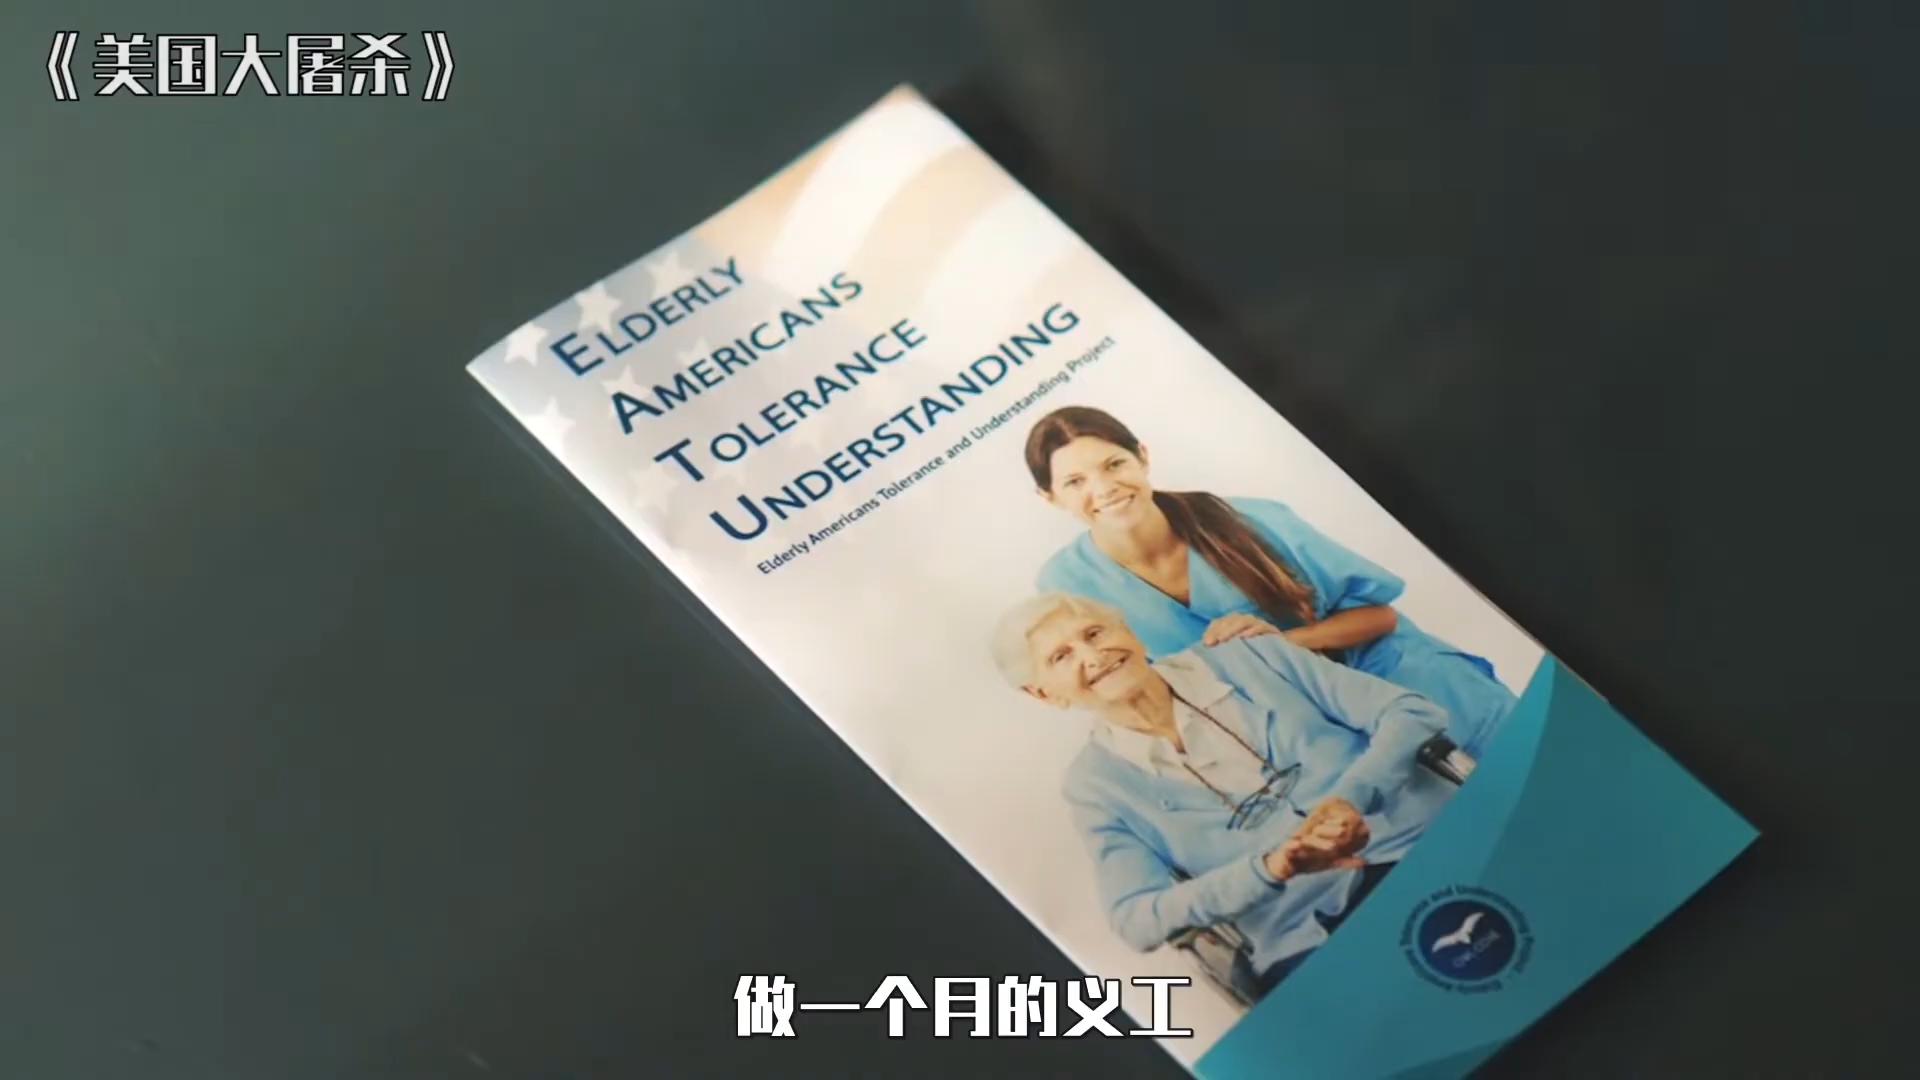 《美国大屠杀》
ELDERLY
AMERICANS
TOLERANCE
UNDERSTANDING
Elderly Americans Tolerance and Understanding Project
做一个月的义工